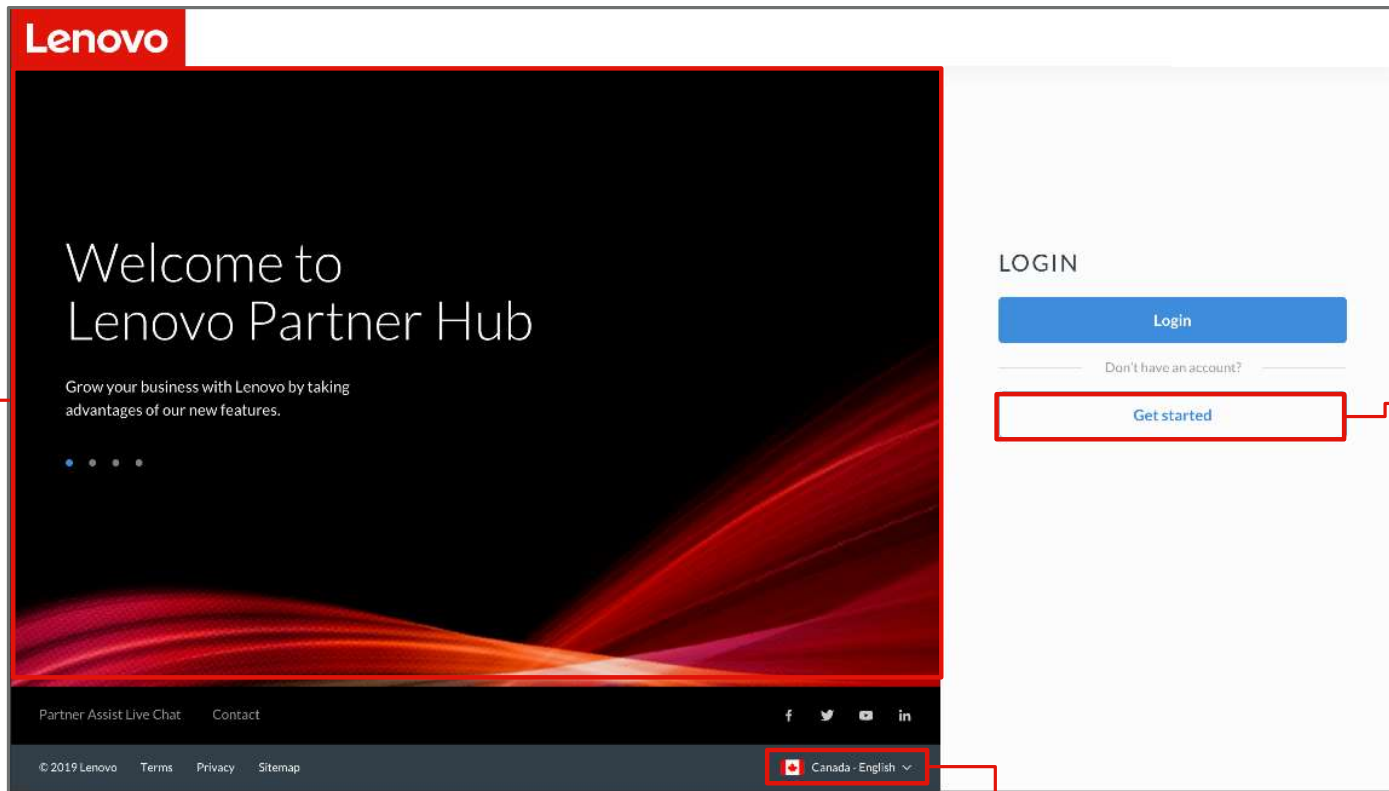 Lenovo
Welcome to
Lenovo Partner Hub
Grow your business with Lenovo by taking
advantages of our new features.
LOGIN
Login
Don't have an account?
Get started
Partner Assist Live Chat Contact
f in
© 2019 Lenovo Terms Privacy Sitemap
Canada - English